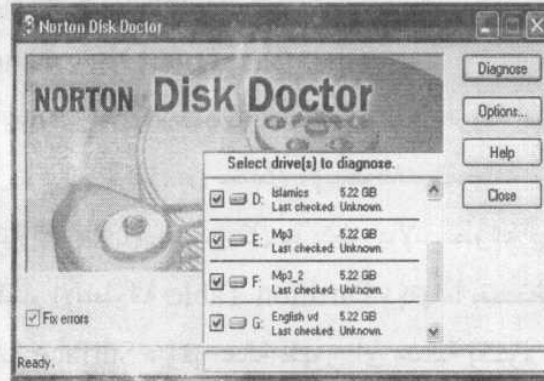 Norton Disk Doctor
NORTON Disk Doctor
Select drive(s) to diagnose.
D: Islamics 5.22 GB
Last checked: Unknown.
E: Mp3 5.22 GB
Last checked: Unknown.
F: Mp3_2 5.22 GB
Last checked: Unknown.
G: English vd 5.22 GB
Last checked: Unknown.
Fix errors
Ready.
Diagnose
Options...
Help
Close